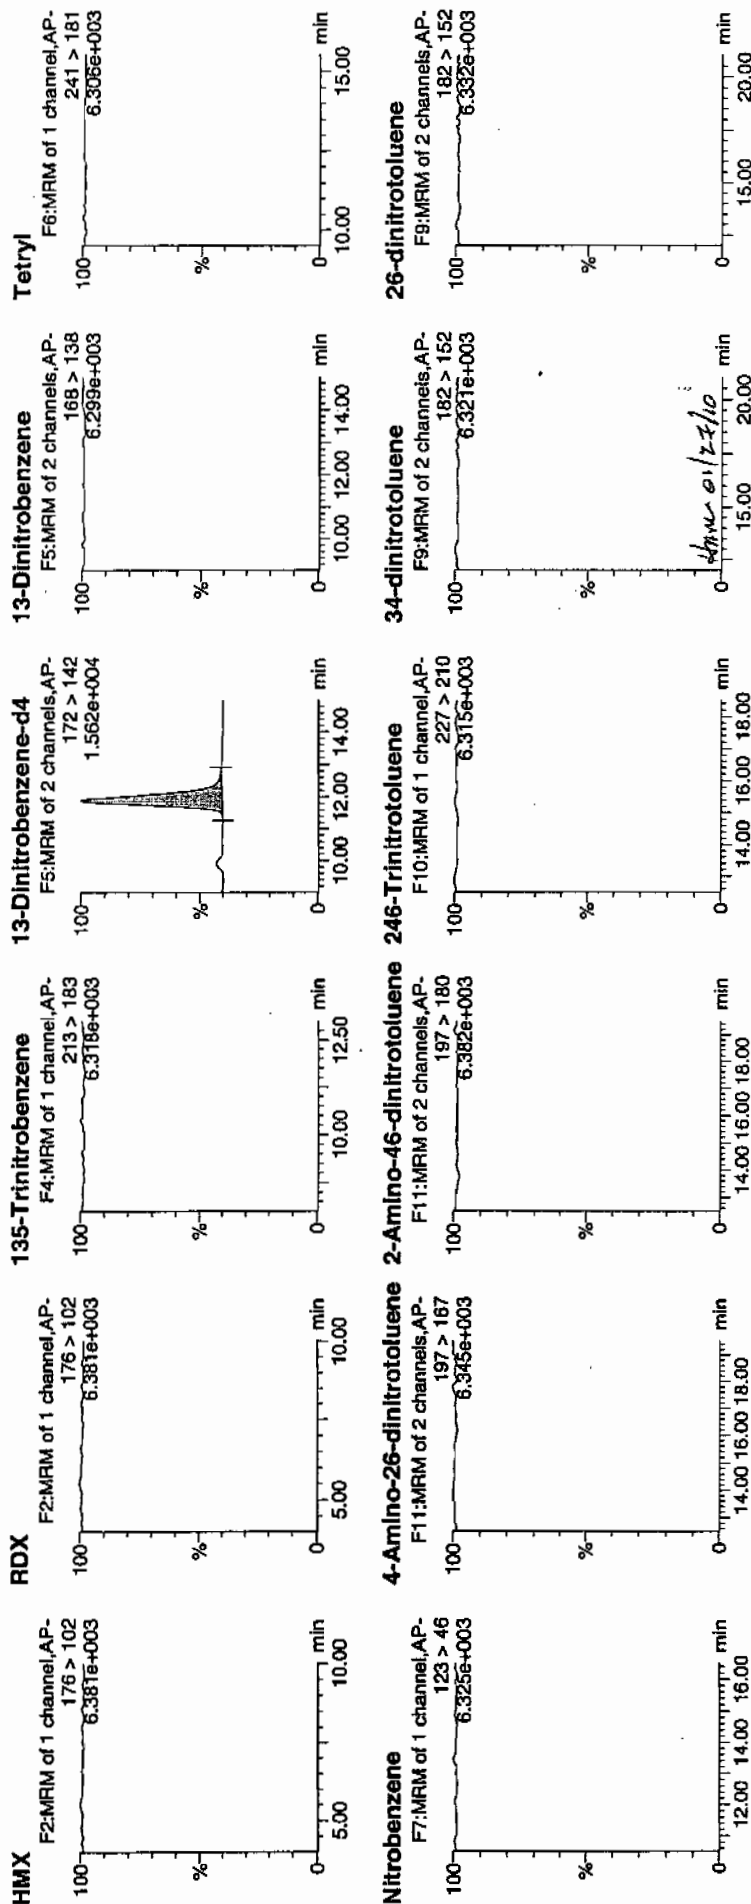 HMX
F2:MRM of 1 channel,AP-
176 > 102
6.381e+003
100
%
0
5.00 10.00 min
RDX
F2:MRM of 1 channel,AP-
176 > 102
6.381e+003
100
%
0
5.00 10.00 min
135-Trinitrobenzene
F4:MRM of 1 channel,AP-
213 > 183
6.318e+003
100
%
0
10.00 12.50 min
13-Dinitrobenzene-d4
F5:MRM of 2 channels,AP-
172 > 142
1.562e+004
100
%
0
10.00 12.00 14.00 min
13-Dinitrobenzene
F5:MRM of 2 channels,AP-
168 > 138
6.299e+003
100
%
0
10.00 12.00 14.00 min
Tetryl
F6:MRM of 1 channel,AP-
241 > 181
6.306e+003
100
%
0
10.00 15.00 min
Nitrobenzene
F7:MRM of 1 channel,AP-
123 > 46
6.325e+003
100
%
0
12.00 14.00 16.00 min
4-Amino-26-dinitrotoluene
F11:MRM of 2 channels,AP-
197 > 167
6.345e+003
100
%
0
14.00 16.00 18.00 min
2-Amino-46-dinitrotoluene
F11:MRM of 2 channels,AP-
197 > 180
6.382e+003
100
%
0
14.00 16.00 18.00 min
246-Trinitrotoluene
F10:MRM of 1 channel,AP-
227 > 210
6.315e+003
100
%
0
14.00 16.00 18.00 min
34-dinitrotoluene
F9:MRM of 2 channels,AP-
182 > 152
6.321e+003
100
%
0
15.00 20.00 min
01/27/10
26-dinitrotoluene
F9:MRM of 2 channels,AP-
182 > 152
6.332e+003
100
%
0
15.00 20.00 min